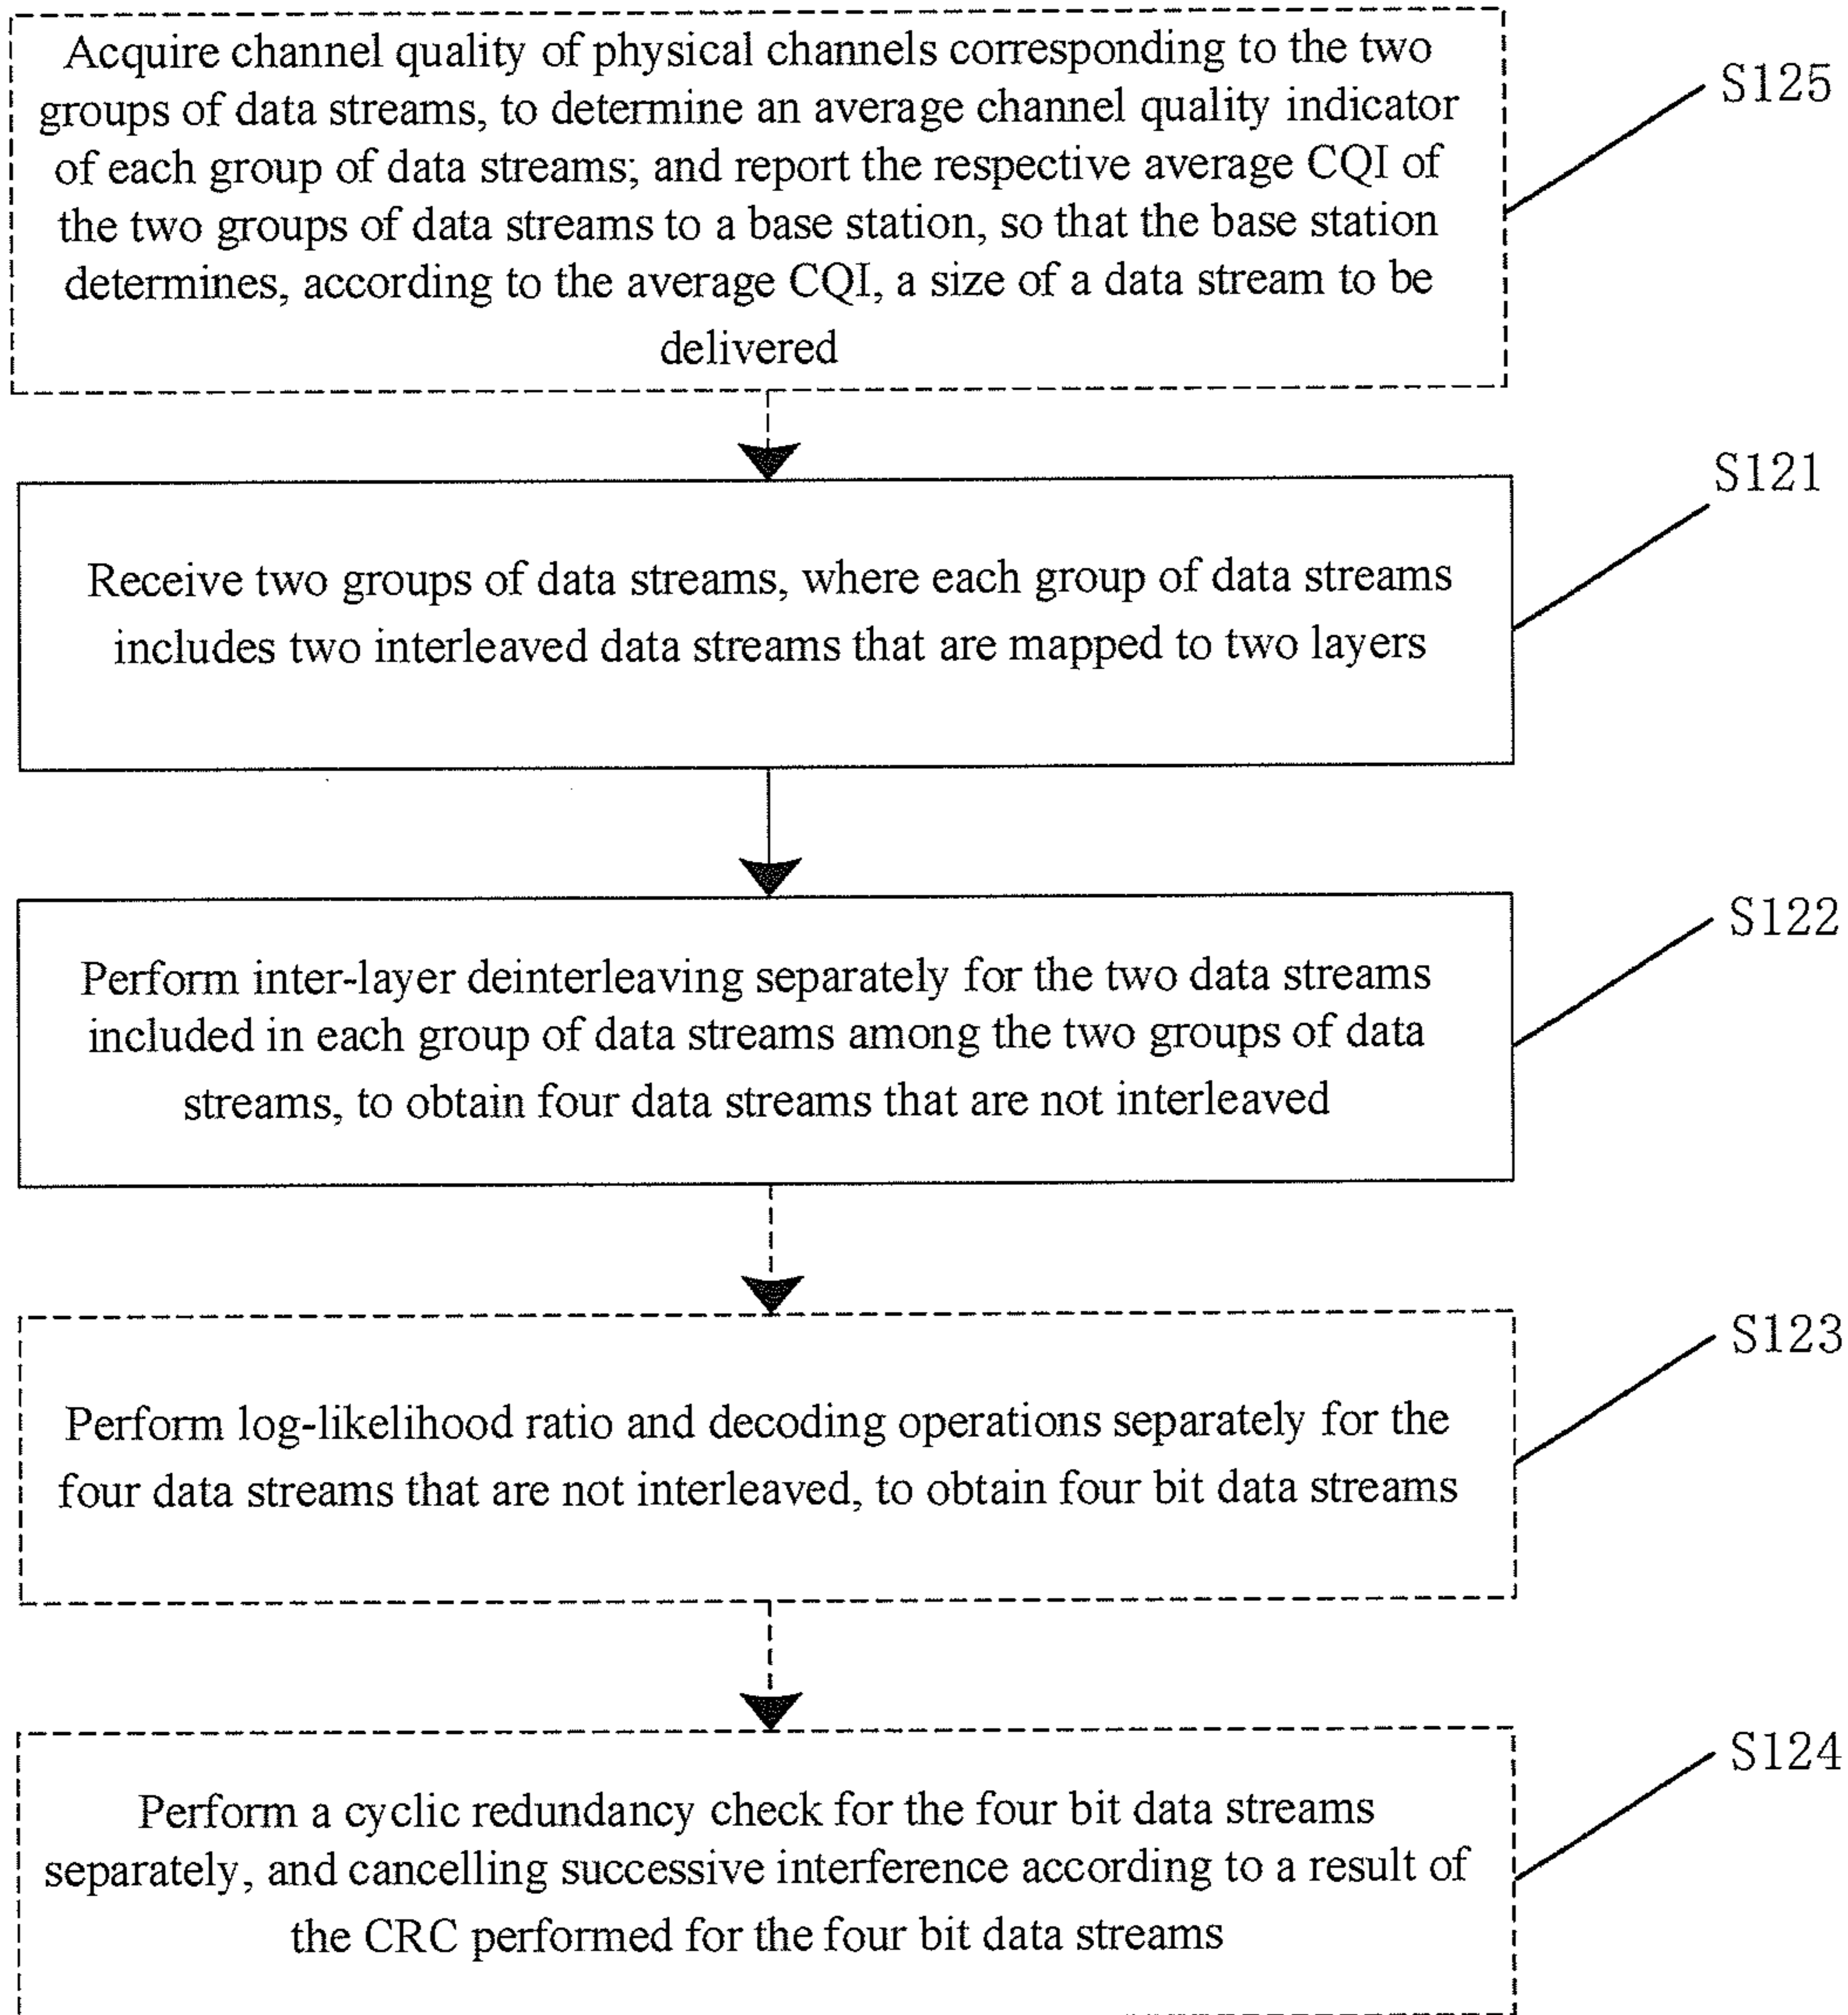 Acquire channel quality of physical channels corresponding to the two
groups of data streams, to determine an average channel quality indicator
of each group of data streams; and report the respective average CQI of
the two groups of data streams to a base station, so that the base station
determines, according to the average CQI, a size of a data stream to be
delivered
S125
S121
Receive two groups of data streams, where each group of data streams
includes two interleaved data streams that are mapped to two layers
S122
Perform inter-layer deinterleaving separately for the two data streams
included in each group of data streams among the two groups of data
streams, to obtain four data streams that are not interleaved
S123
Perform log-likelihood ratio and decoding operations separately for the
four data streams that are not interleaved, to obtain four bit data streams
S124
Perform a cyclic redundancy check for the four bit data streams
separately, and cancelling successive interference according to a result of
the CRC performed for the four bit data streams